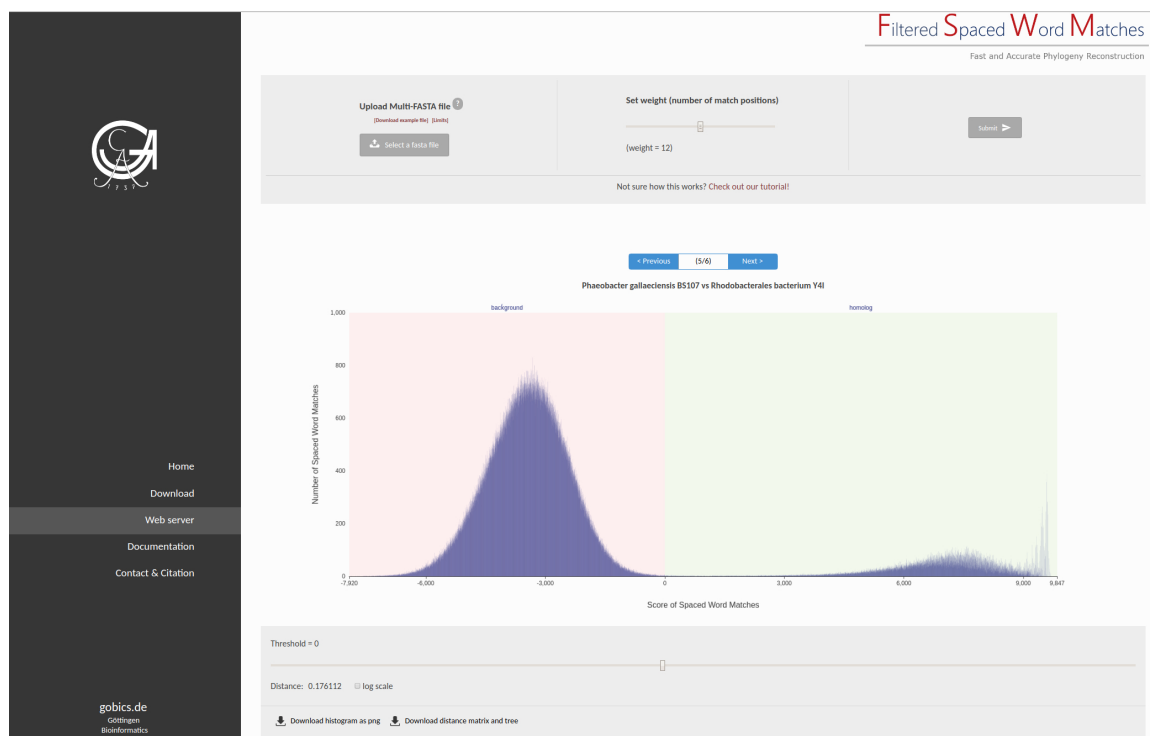 Filtered Spaced Word Matches
Fast and Accurate Phylogeny Reconstruction
Upload Multi-FASTA file ?
[Download example file] [Limits]
Select a fasta file
Set weight (number of match positions)
(weight = 12)
Submit
Not sure how this works? Check out our tutorial!
< Previous (5/6) Next >
Phaeobacter gallaeciensis BS107 vs Rhodobacterales bacterium Y4I
background homolog
1,000
800
600
400
200
0
Number of Spaced Word Matches
-7,920 -6,000 -3,000 0 3,000 6,000 9,000 9,847
Score of Spaced Word Matches
Threshold = 0
Distance: 0.176112 log scale
Download histogram as png Download distance matrix and tree
GCA
1737
Home
Download
Web server
Documentation
Contact & Citation
gobics.de
Göttingen
Bioinformatics